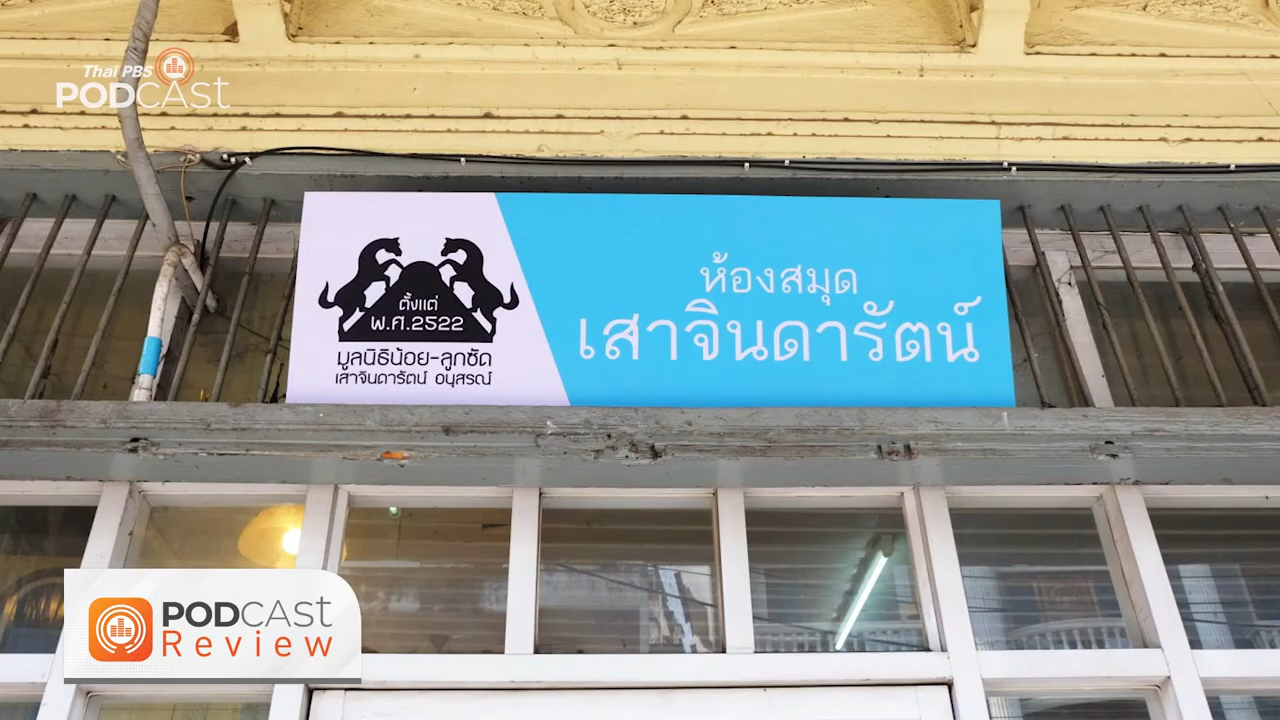 Thai PBS
PODCAST
ตั้งแต่
พ.ศ.2522
มูลนิธิน้อย-ลูกซัด
เสาจินดารัตน์ อนุสรณ์
ห้องสมุด
เสาจินดารัตน์
PODCAST
Review